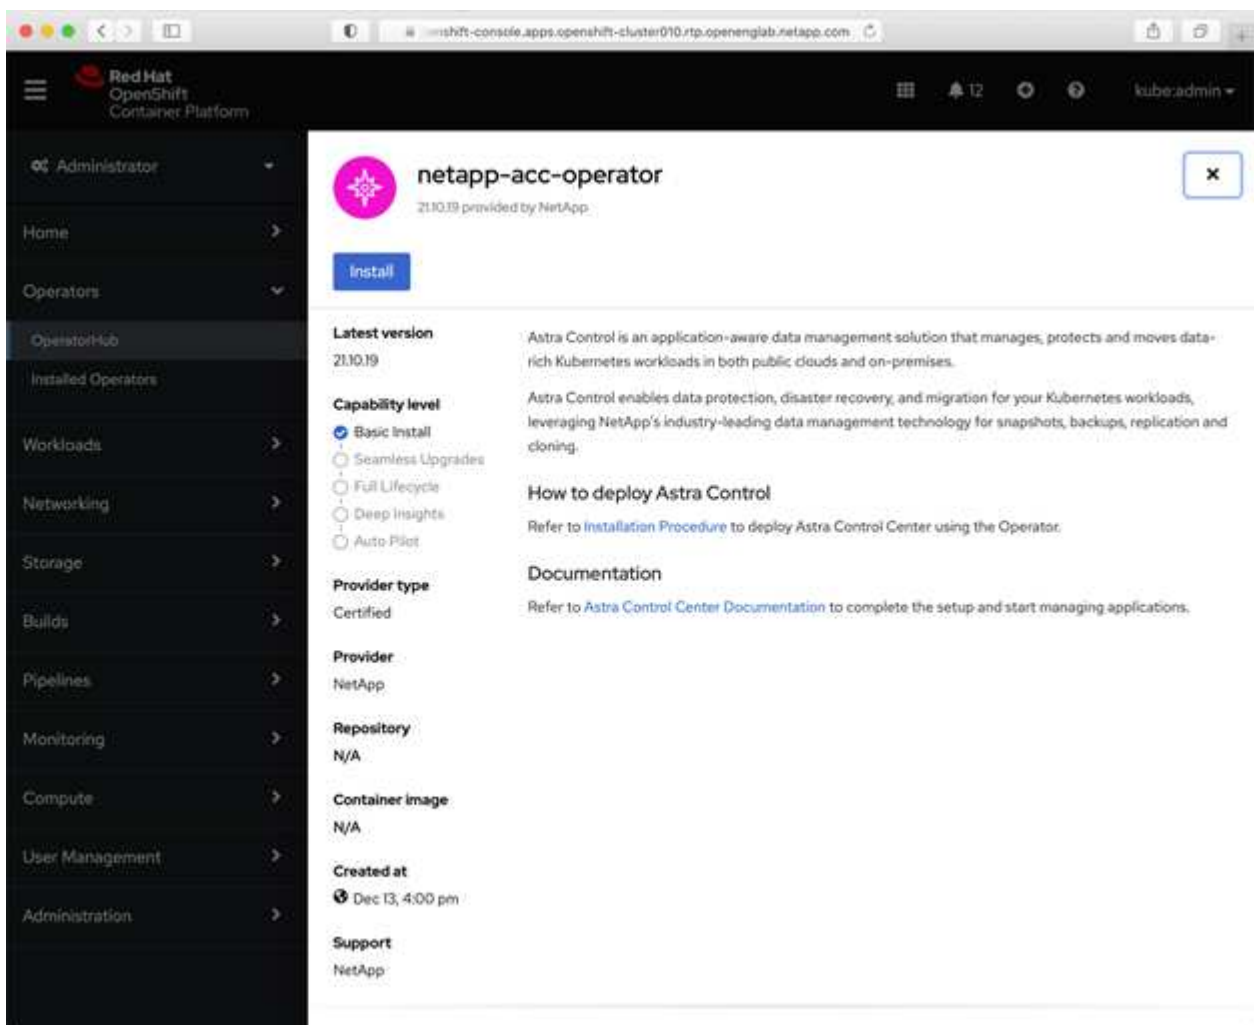 shift-console.apps.openshift-cluster010.rtp.openenglab.netapp.com
Red Hat
OpenShift
Container Platform
12
kube:admin
Administrator
Home
Operators
OperatorHub
Installed Operators
Workloads
Networking
Storage
Builds
Pipelines
Monitoring
Compute
User Management
Administration
netapp-acc-operator
21.10.19 provided by NetApp
Install
Latest version
21.10.19
Capability level
Basic Install
Seamless Upgrades
Full Lifecycle
Deep Insights
Auto Pilot
Provider type
Certified
Provider
NetApp
Repository
N/A
Container image
N/A
Created at
Dec 13, 4:00 pm
Support
NetApp
Astra Control is an application-aware data management solution that manages, protects and moves data-
rich Kubernetes workloads in both public clouds and on-premises.
Astra Control enables data protection, disaster recovery, and migration for your Kubernetes workloads,
leveraging NetApp's industry-leading data management technology for snapshots, backups, replication and
cloning.
How to deploy Astra Control
Refer to Installation Procedure to deploy Astra Control Center using the Operator.
Documentation
Refer to Astra Control Center Documentation to complete the setup and start managing applications.